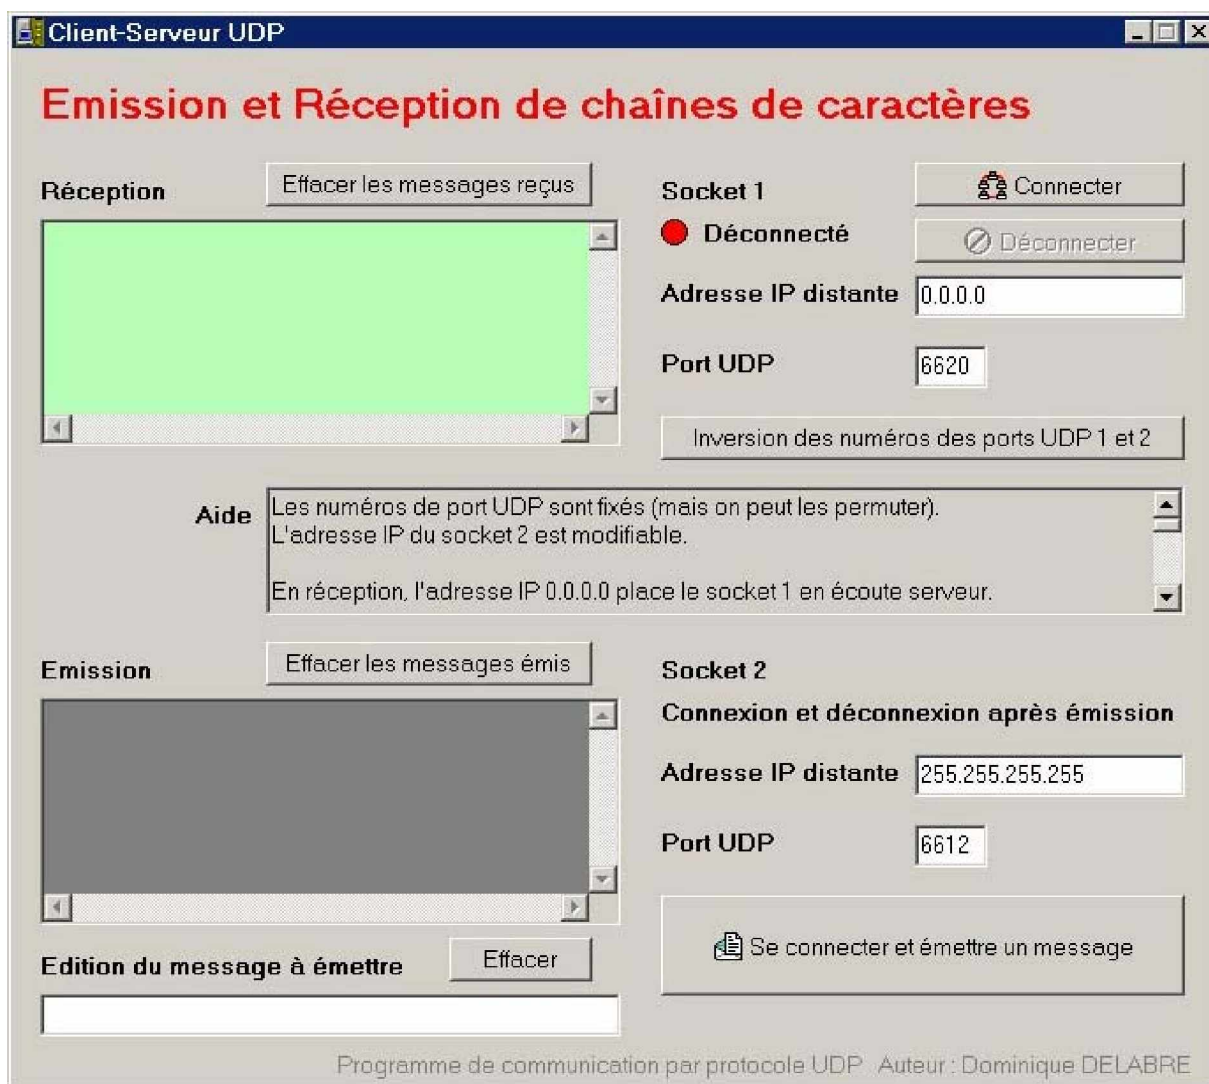 Client-Serveur UDP
Emission et Réception de chaînes de caractères
Réception
Effacer les messages reçus
Socket 1
Connecter
Déconnecté
Déconnecter
Adresse IP distante
0.0.0.0
Port UDP
6620
Inversion des numéros des ports UDP 1 et 2
Aide
Les numéros de port UDP sont fixés (mais on peut les permuter).
L'adresse IP du socket 2 est modifiable.
En réception, l'adresse IP 0.0.0.0 place le socket 1 en écoute serveur.
Emission
Effacer les messages émis
Socket 2
Connexion et déconnexion après émission
Adresse IP distante
255.255.255.255
Port UDP
6612
Se connecter et émettre un message
Edition du message à émettre
Effacer
Programme de communication par protocole UDP Auteur : Dominique DELABRE